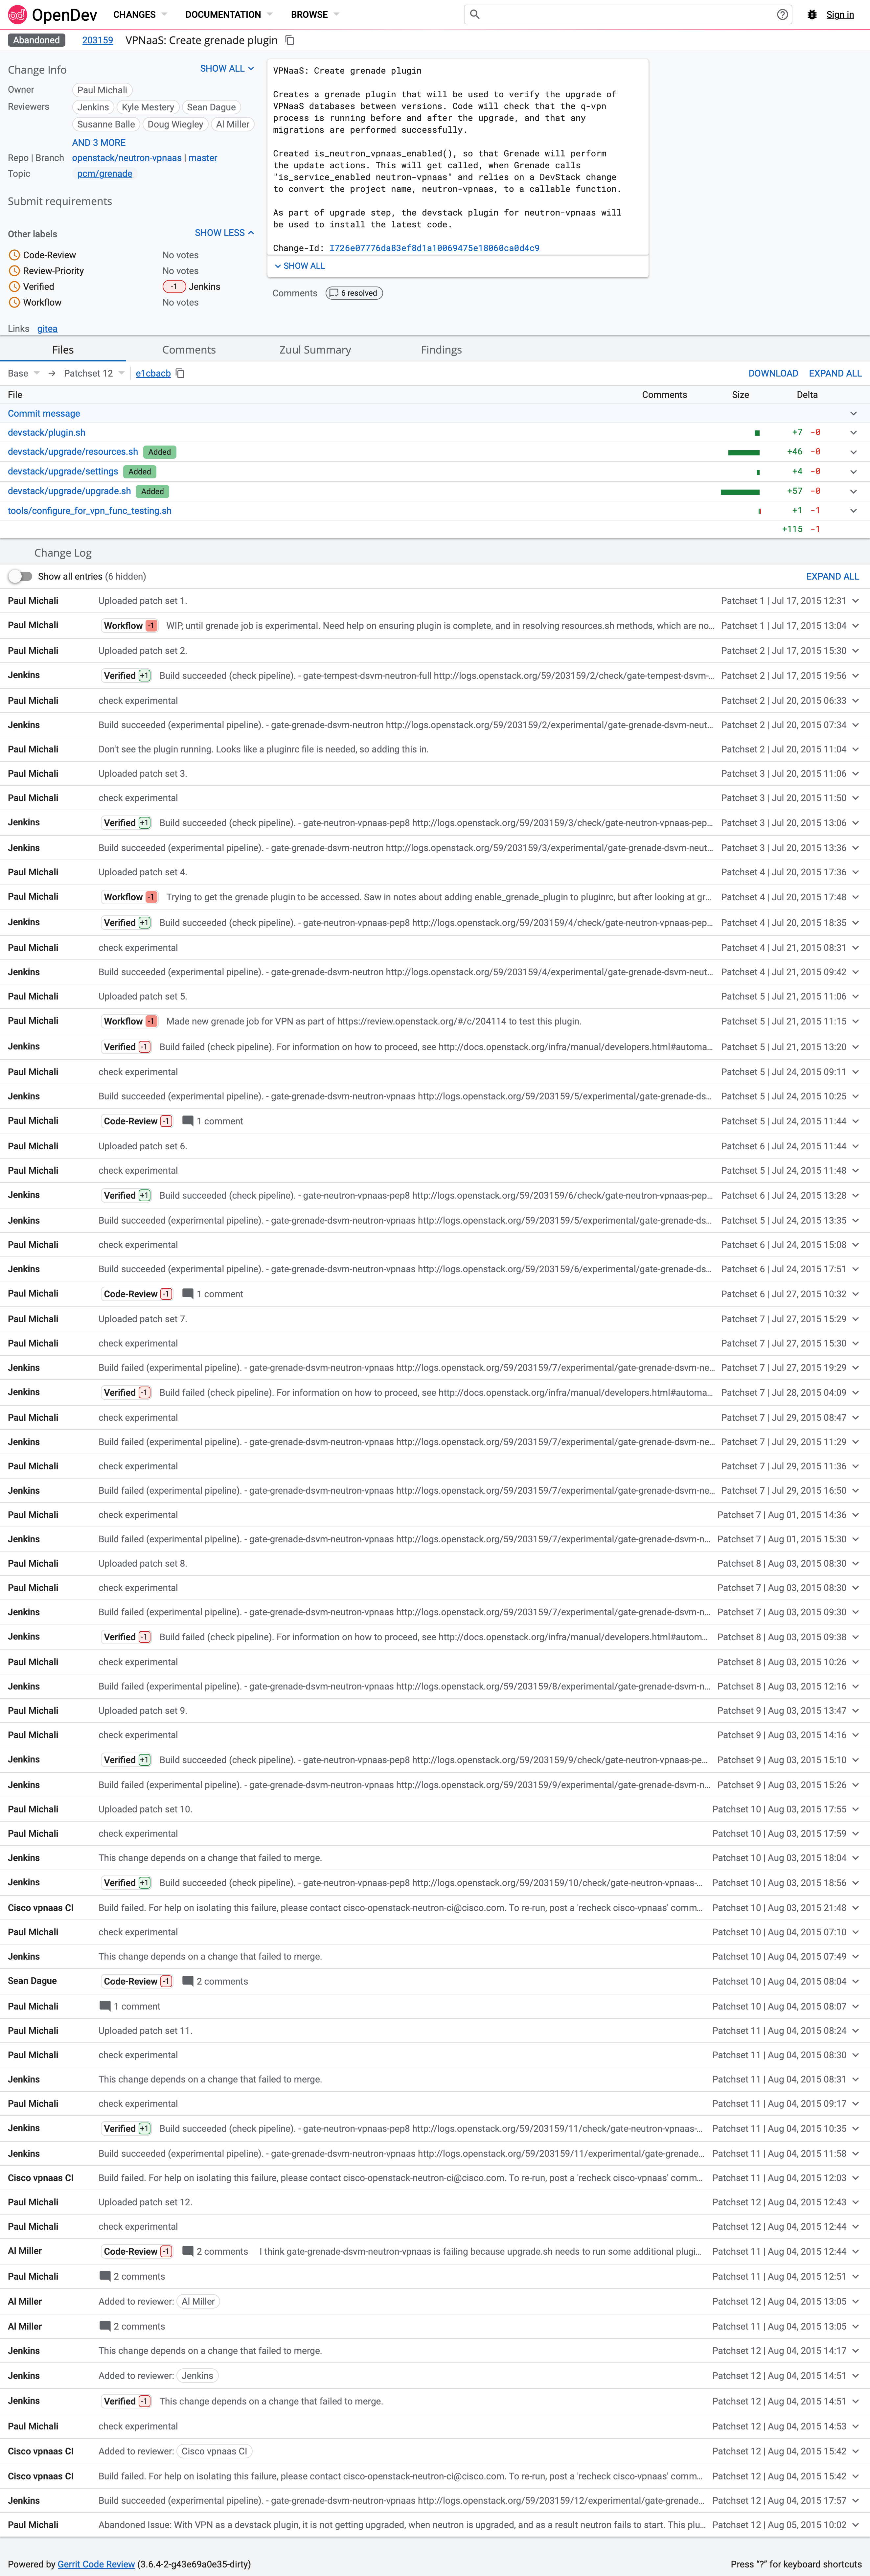 OpenDev CHANGES DOCUMENTATION BROWSE Sign in
Abandoned 203159 VPNaaS: Create grenade plugin
Change Info SHOW ALL
Owner Paul Michali
Reviewers Jenkins Kyle Mestery Sean Dague
Susanne Balle Doug Wiegley Al Miller
AND 3 MORE
Repo | Branch openstack/neutron-vpnaas | master
Topic pcm/grenade
Submit requirements
Other labels SHOW LESS
Code-Review No votes
Review-Priority No votes
Verified -1 Jenkins
Workflow No votes
Links gitea
VPNaaS: Create grenade plugin
Creates a grenade plugin that will be used to verify the upgrade of
VPNaaS databases between versions. Code will check that the q-vpn
process is running before and after the upgrade, and that any
migrations are performed successfully.
Created is_neutron_vpnaas_enabled(), so that Grenade will perform
the update actions. This will get called, when Grenade calls
"is_service_enabled neutron-vpnaas" and relies on a DevStack change
to convert the project name, neutron-vpnaas, to a callable function.
As part of upgrade step, the devstack plugin for neutron-vpnaas will
be used to install the latest code.
Change-Id: I726e07776da83ef8d1a10069475e18060ca0d4c9
SHOW ALL
Comments 6 resolved
Files Comments Zuul Summary Findings
Base → Patchset 12 e1cbacb DOWNLOAD EXPAND ALL
File Comments Size Delta
Commit message
devstack/plugin.sh +7 -0
devstack/upgrade/resources.sh Added +46 -0
devstack/upgrade/settings Added +4 -0
devstack/upgrade/upgrade.sh Added +57 -0
tools/configure_for_vpn_func_testing.sh +1 -1
+115 -1
Change Log
Show all entries (6 hidden) EXPAND ALL
Paul Michali Uploaded patch set 1. Patchset 1 | Jul 17, 2015 12:31
Paul Michali Workflow -1 WIP, until grenade job is experimental. Need help on ensuring plugin is complete, and in resolving resources.sh methods, which are no... Patchset 1 | Jul 17, 2015 13:04
Paul Michali Uploaded patch set 2. Patchset 2 | Jul 17, 2015 15:30
Jenkins Verified +1 Build succeeded (check pipeline). - gate-tempest-dsvm-neutron-full http://logs.openstack.org/59/203159/2/check/gate-tempest-dsvm-... Patchset 2 | Jul 17, 2015 19:56
Paul Michali check experimental Patchset 2 | Jul 20, 2015 06:33
Jenkins Build succeeded (experimental pipeline). - gate-grenade-dsvm-neutron http://logs.openstack.org/59/203159/2/experimental/gate-grenade-dsvm-neut... Patchset 2 | Jul 20, 2015 07:34
Paul Michali Don't see the plugin running. Looks like a pluginrc file is needed, so adding this in. Patchset 2 | Jul 20, 2015 11:04
Paul Michali Uploaded patch set 3. Patchset 3 | Jul 20, 2015 11:06
Paul Michali check experimental Patchset 3 | Jul 20, 2015 11:50
Jenkins Verified +1 Build succeeded (check pipeline). - gate-neutron-vpnaas-pep8 http://logs.openstack.org/59/203159/3/check/gate-neutron-vpnaas-pep... Patchset 3 | Jul 20, 2015 13:06
Jenkins Build succeeded (experimental pipeline). - gate-grenade-dsvm-neutron http://logs.openstack.org/59/203159/3/experimental/gate-grenade-dsvm-neut... Patchset 3 | Jul 20, 2015 13:36
Paul Michali Uploaded patch set 4. Patchset 4 | Jul 20, 2015 17:36
Paul Michali Workflow -1 Trying to get the grenade plugin to be accessed. Saw in notes about adding enable_grenade_plugin to pluginrc, but after looking at gr... Patchset 4 | Jul 20, 2015 17:48
Jenkins Verified +1 Build succeeded (check pipeline). - gate-neutron-vpnaas-pep8 http://logs.openstack.org/59/203159/4/check/gate-neutron-vpnaas-pep... Patchset 4 | Jul 20, 2015 18:35
Paul Michali check experimental Patchset 4 | Jul 21, 2015 08:31
Jenkins Build succeeded (experimental pipeline). - gate-grenade-dsvm-neutron http://logs.openstack.org/59/203159/4/experimental/gate-grenade-dsvm-neut... Patchset 4 | Jul 21, 2015 09:42
Paul Michali Uploaded patch set 5. Patchset 5 | Jul 21, 2015 11:06
Paul Michali Workflow -1 Made new grenade job for VPN as part of https://review.openstack.org/#/c/204114 to test this plugin. Patchset 5 | Jul 21, 2015 11:15
Jenkins Verified -1 Build failed (check pipeline). For information on how to proceed, see http://docs.openstack.org/infra/manual/developers.html#automa... Patchset 5 | Jul 21, 2015 13:20
Paul Michali check experimental Patchset 5 | Jul 24, 2015 09:11
Jenkins Build succeeded (experimental pipeline). - gate-grenade-dsvm-neutron-vpnaas http://logs.openstack.org/59/203159/5/experimental/gate-grenade-ds... Patchset 5 | Jul 24, 2015 10:25
Paul Michali Code-Review -1 1 comment Patchset 5 | Jul 24, 2015 11:44
Paul Michali Uploaded patch set 6. Patchset 6 | Jul 24, 2015 11:44
Paul Michali check experimental Patchset 5 | Jul 24, 2015 11:48
Jenkins Verified +1 Build succeeded (check pipeline). - gate-neutron-vpnaas-pep8 http://logs.openstack.org/59/203159/6/check/gate-neutron-vpnaas-pep... Patchset 6 | Jul 24, 2015 13:28
Jenkins Build succeeded (experimental pipeline). - gate-grenade-dsvm-neutron-vpnaas http://logs.openstack.org/59/203159/5/experimental/gate-grenade-ds... Patchset 5 | Jul 24, 2015 13:35
Paul Michali check experimental Patchset 6 | Jul 24, 2015 15:08
Jenkins Build succeeded (experimental pipeline). - gate-grenade-dsvm-neutron-vpnaas http://logs.openstack.org/59/203159/6/experimental/gate-grenade-ds... Patchset 6 | Jul 24, 2015 17:51
Paul Michali Code-Review -1 1 comment Patchset 6 | Jul 27, 2015 10:32
Paul Michali Uploaded patch set 7. Patchset 7 | Jul 27, 2015 15:29
Paul Michali check experimental Patchset 7 | Jul 27, 2015 15:30
Jenkins Build failed (experimental pipeline). - gate-grenade-dsvm-neutron-vpnaas http://logs.openstack.org/59/203159/7/experimental/gate-grenade-dsvm-ne... Patchset 7 | Jul 27, 2015 19:29
Jenkins Verified -1 Build failed (check pipeline). For information on how to proceed, see http://docs.openstack.org/infra/manual/developers.html#automa... Patchset 7 | Jul 28, 2015 04:09
Paul Michali check experimental Patchset 7 | Jul 29, 2015 08:47
Jenkins Build failed (experimental pipeline). - gate-grenade-dsvm-neutron-vpnaas http://logs.openstack.org/59/203159/7/experimental/gate-grenade-dsvm-ne... Patchset 7 | Jul 29, 2015 11:29
Paul Michali check experimental Patchset 7 | Jul 29, 2015 11:36
Jenkins Build failed (experimental pipeline). - gate-grenade-dsvm-neutron-vpnaas http://logs.openstack.org/59/203159/7/experimental/gate-grenade-dsvm-ne... Patchset 7 | Jul 29, 2015 16:50
Paul Michali check experimental Patchset 7 | Aug 01, 2015 14:36
Jenkins Build failed (experimental pipeline). - gate-grenade-dsvm-neutron-vpnaas http://logs.openstack.org/59/203159/7/experimental/gate-grenade-dsvm-n... Patchset 7 | Aug 01, 2015 15:30
Paul Michali Uploaded patch set 8. Patchset 8 | Aug 03, 2015 08:30
Paul Michali check experimental Patchset 7 | Aug 03, 2015 08:30
Jenkins Build failed (experimental pipeline). - gate-grenade-dsvm-neutron-vpnaas http://logs.openstack.org/59/203159/7/experimental/gate-grenade-dsvm-n... Patchset 7 | Aug 03, 2015 09:30
Jenkins Verified -1 Build failed (check pipeline). For information on how to proceed, see http://docs.openstack.org/infra/manual/developers.html#autom... Patchset 8 | Aug 03, 2015 09:38
Paul Michali check experimental Patchset 8 | Aug 03, 2015 10:26
Jenkins Build failed (experimental pipeline). - gate-grenade-dsvm-neutron-vpnaas http://logs.openstack.org/59/203159/8/experimental/gate-grenade-dsvm-n... Patchset 8 | Aug 03, 2015 12:16
Paul Michali Uploaded patch set 9. Patchset 9 | Aug 03, 2015 13:47
Paul Michali check experimental Patchset 9 | Aug 03, 2015 14:16
Jenkins Verified +1 Build succeeded (check pipeline). - gate-neutron-vpnaas-pep8 http://logs.openstack.org/59/203159/9/check/gate-neutron-vpnaas-pe... Patchset 9 | Aug 03, 2015 15:10
Jenkins Build failed (experimental pipeline). - gate-grenade-dsvm-neutron-vpnaas http://logs.openstack.org/59/203159/9/experimental/gate-grenade-dsvm-n... Patchset 9 | Aug 03, 2015 15:26
Paul Michali Uploaded patch set 10. Patchset 10 | Aug 03, 2015 17:55
Paul Michali check experimental Patchset 10 | Aug 03, 2015 17:59
Jenkins This change depends on a change that failed to merge. Patchset 10 | Aug 03, 2015 18:04
Jenkins Verified +1 Build succeeded (check pipeline). - gate-neutron-vpnaas-pep8 http://logs.openstack.org/59/203159/10/check/gate-neutron-vpnaas-... Patchset 10 | Aug 03, 2015 18:56
Cisco vpnaas CI Build failed. For help on isolating this failure, please contact cisco-openstack-neutron-ci@cisco.com. To re-run, post a 'recheck cisco-vpnaas' comm... Patchset 10 | Aug 03, 2015 21:48
Paul Michali check experimental Patchset 10 | Aug 04, 2015 07:10
Jenkins This change depends on a change that failed to merge. Patchset 10 | Aug 04, 2015 07:49
Sean Dague Code-Review -1 2 comments Patchset 10 | Aug 04, 2015 08:04
Paul Michali 1 comment Patchset 10 | Aug 04, 2015 08:07
Paul Michali Uploaded patch set 11. Patchset 11 | Aug 04, 2015 08:24
Paul Michali check experimental Patchset 11 | Aug 04, 2015 08:30
Jenkins This change depends on a change that failed to merge. Patchset 11 | Aug 04, 2015 08:31
Paul Michali check experimental Patchset 11 | Aug 04, 2015 09:17
Jenkins Verified +1 Build succeeded (check pipeline). - gate-neutron-vpnaas-pep8 http://logs.openstack.org/59/203159/11/check/gate-neutron-vpnaas-... Patchset 11 | Aug 04, 2015 10:35
Jenkins Build succeeded (experimental pipeline). - gate-grenade-dsvm-neutron-vpnaas http://logs.openstack.org/59/203159/11/experimental/gate-grenade... Patchset 11 | Aug 04, 2015 11:58
Cisco vpnaas CI Build failed. For help on isolating this failure, please contact cisco-openstack-neutron-ci@cisco.com. To re-run, post a 'recheck cisco-vpnaas' comm... Patchset 11 | Aug 04, 2015 12:03
Paul Michali Uploaded patch set 12. Patchset 12 | Aug 04, 2015 12:43
Paul Michali check experimental Patchset 12 | Aug 04, 2015 12:44
Al Miller Code-Review -1 2 comments I think gate-grenade-dsvm-neutron-vpnaas is failing because upgrade.sh needs to run some additional plugi... Patchset 11 | Aug 04, 2015 12:44
Paul Michali 2 comments Patchset 11 | Aug 04, 2015 12:51
Al Miller Added to reviewer: Al Miller Patchset 12 | Aug 04, 2015 13:05
Al Miller 2 comments Patchset 11 | Aug 04, 2015 13:05
Jenkins This change depends on a change that failed to merge. Patchset 12 | Aug 04, 2015 14:17
Jenkins Added to reviewer: Jenkins Patchset 12 | Aug 04, 2015 14:51
Jenkins Verified -1 This change depends on a change that failed to merge. Patchset 12 | Aug 04, 2015 14:51
Paul Michali check experimental Patchset 12 | Aug 04, 2015 14:53
Cisco vpnaas CI Added to reviewer: Cisco vpnaas CI Patchset 12 | Aug 04, 2015 15:42
Cisco vpnaas CI Build failed. For help on isolating this failure, please contact cisco-openstack-neutron-ci@cisco.com. To re-run, post a 'recheck cisco-vpnaas' comm... Patchset 12 | Aug 04, 2015 15:42
Jenkins Build succeeded (experimental pipeline). - gate-grenade-dsvm-neutron-vpnaas http://logs.openstack.org/59/203159/12/experimental/gate-grenade... Patchset 12 | Aug 04, 2015 17:57
Paul Michali Abandoned Issue: With VPN as a devstack plugin, it is not getting upgraded, when neutron is upgraded, and as a result neutron fails to start. This plu... Patchset 12 | Aug 05, 2015 10:02
Powered by Gerrit Code Review (3.6.4-2-g43e69a0e35-dirty) Press “?” for keyboard shortcuts